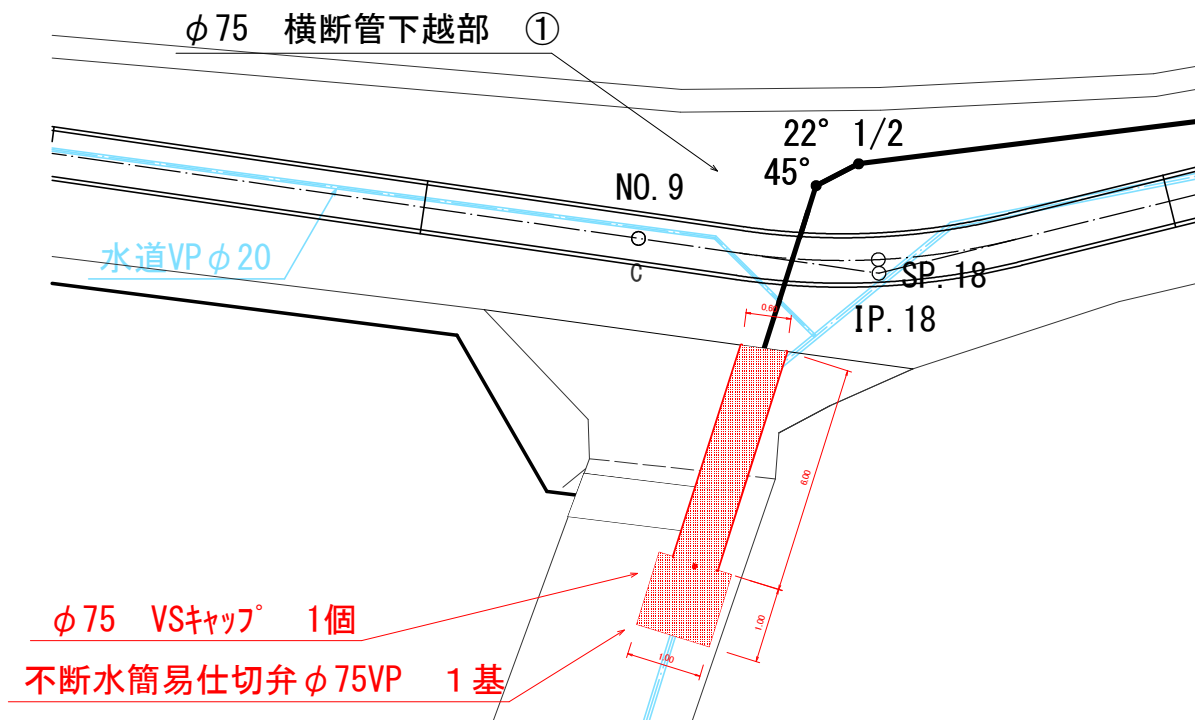 φ75 横断管下越部 ①
22° 1/2
45°
NO.9
水道VPφ20
C
SP.18
0.60
IP.18
6.00
φ75 VSｷｬｯﾌﾟ 1個
1.00
1.00
不断水簡易仕切弁φ75VP 1基